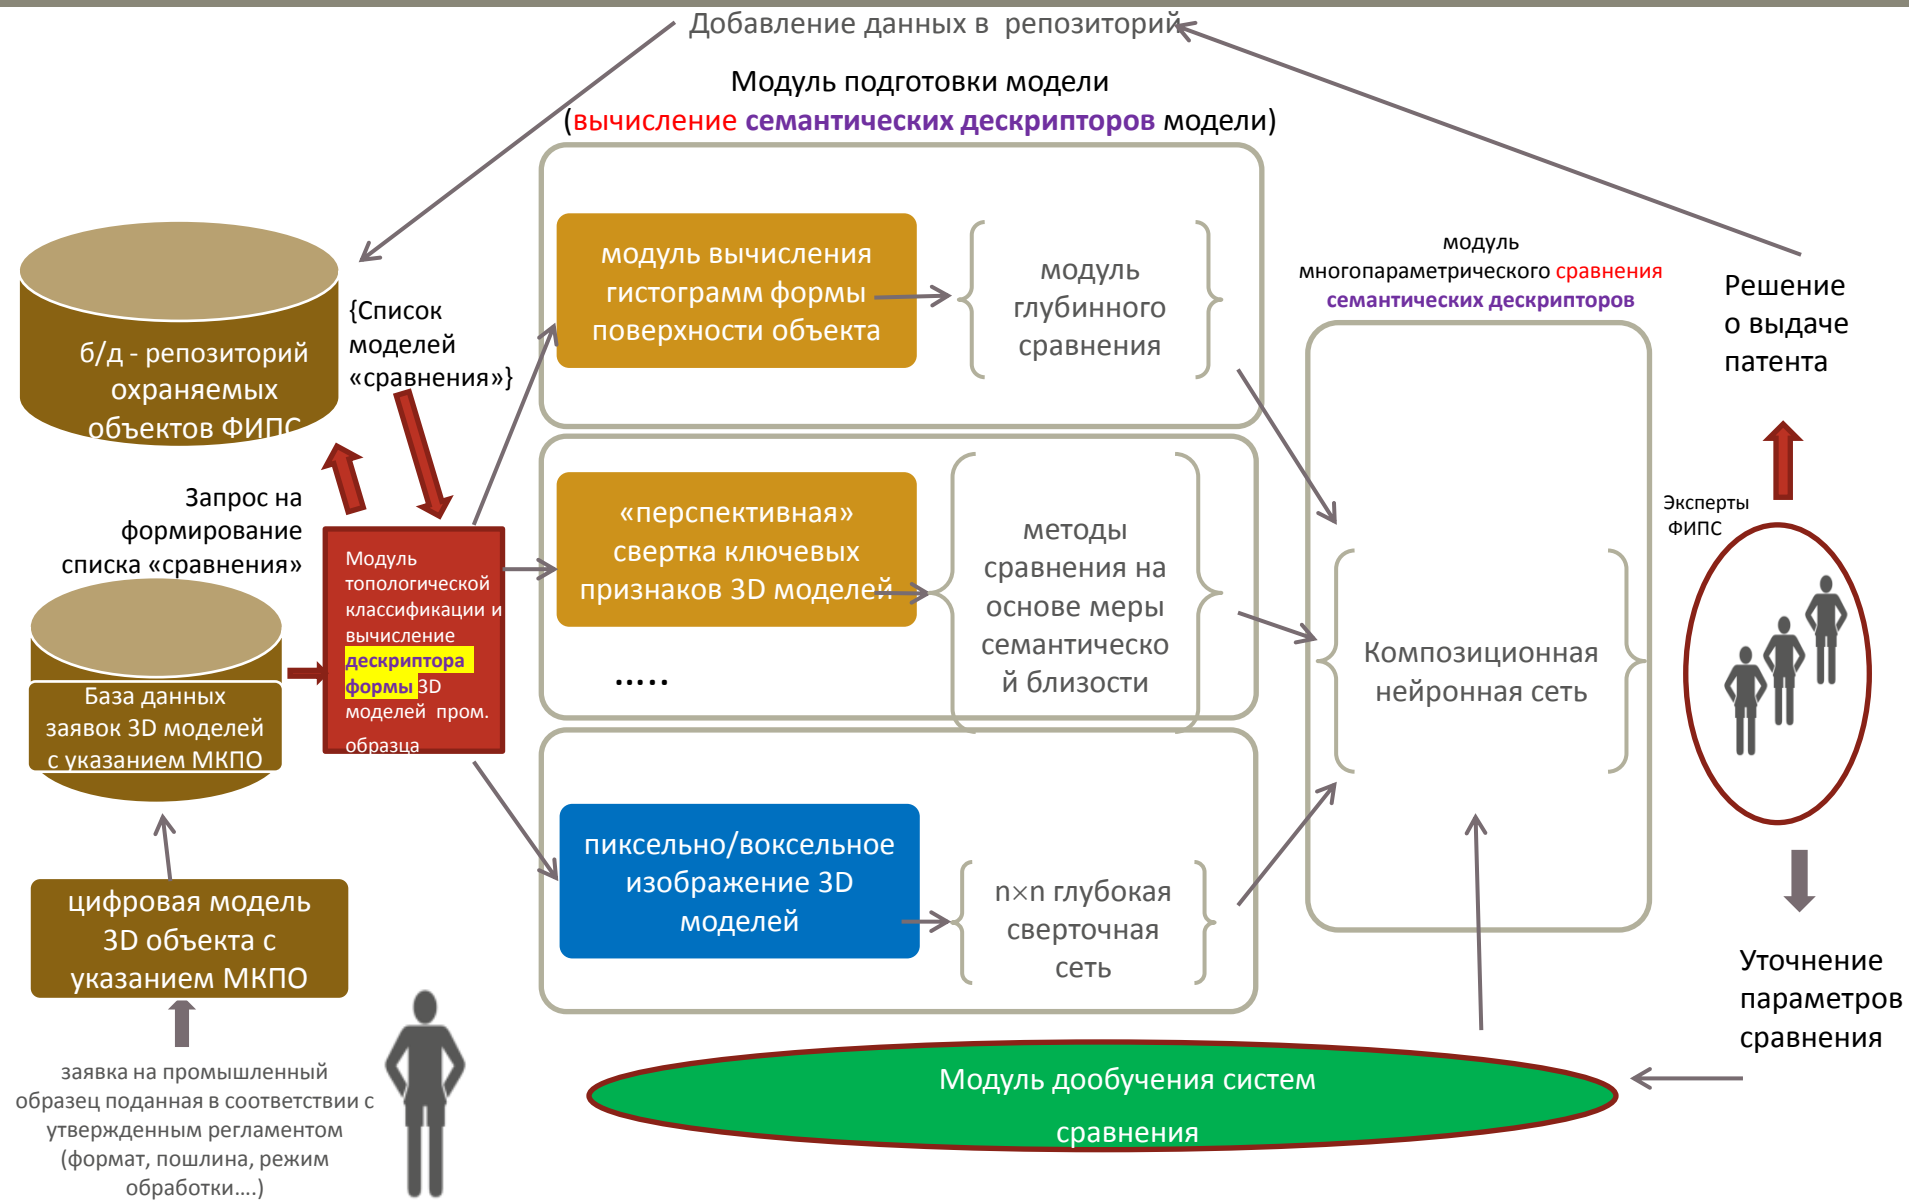 Добавление данных в репозиторий
Модуль подготовки модели
(вычисление семантических дескрипторов модели)
модуль вычисления
гистограмм формы
поверхности объекта
модуль
глубинного
сравнения
модуль
многопараметрического сравнения
семантических дескрипторов
Решение
о выдаче
патента
{Список
моделей
«сравнения»}
б/д - репозиторий
охраняемых
объектов ФИПС
Запрос на
формирование
списка «сравнения»
Модуль
топологической
классификации и
вычисление
дескриптора
формы 3D
моделей пром.
образца
«перспективная»
свертка ключевых
признаков 3D моделей
.....
методы
сравнения на
основе меры
семантическо
й близости
Композиционная
нейронная сеть
Эксперты
ФИПС
База данных
заявок 3D моделей
с указанием МКПО
пиксельно/воксельное
изображение 3D
моделей
n×n глубокая
сверточная
сеть
цифровая модель
3D объекта с
указанием МКПО
Уточнение
параметров
сравнения
заявка на промышленный
образец поданная в соответствии с
утвержденным регламентом
(формат, пошлина, режим
обработки....)
Модуль дообучения систем
сравнения